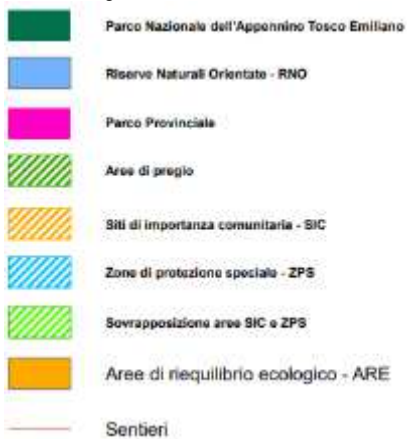 Parco Nazionale dell'Appennino Tosco Emiliano
Riserve Naturali Orientate - RNO
Parco Provinciale
Aree di pregio
Siti di importanza comunitaria - SIC
Zone di protezione speciale - ZPS
Sovrapposizione aree SIC e ZPS
Aree di riequilibrio ecologico - ARE
Sentieri